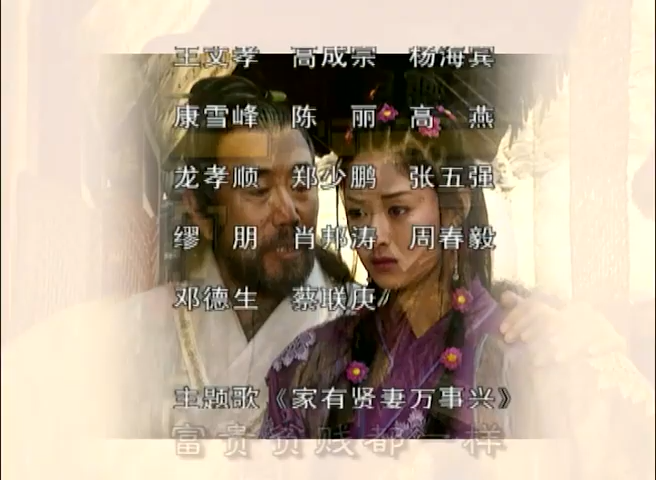 王文孝 高成宗 杨海宾
康雪峰 陈丽 高燕
龙孝顺 郑少鹏 张五强
缪朋 肖邦涛 周春毅
邓德生 蔡联庚
主题歌《家有贤妻万事兴》
富贵贫贱都一样